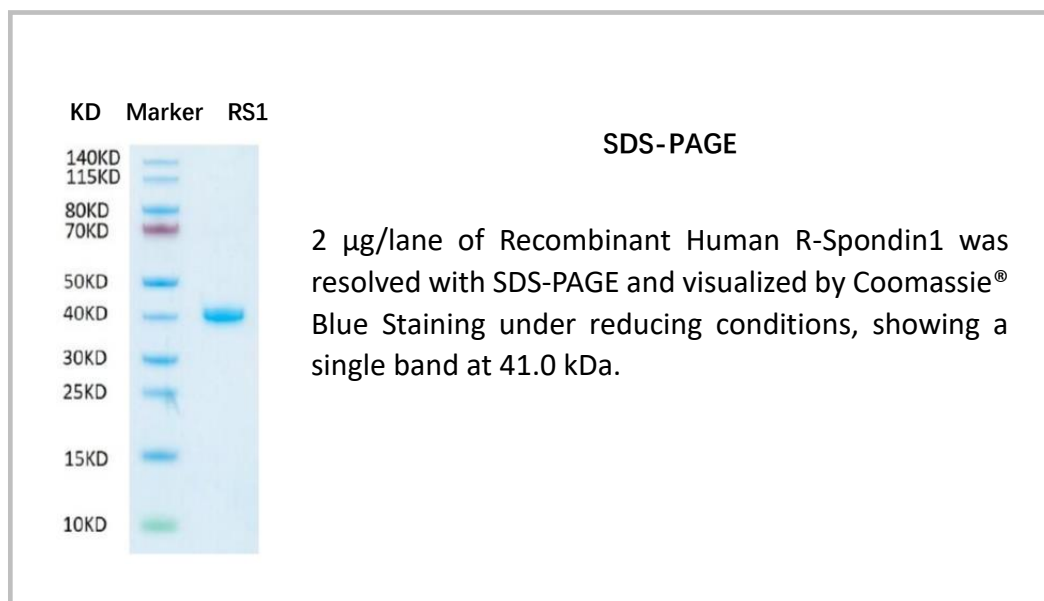 KD Marker RS1
140KD
115KD
80KD
70KD
50KD
40KD
30KD
25KD
15KD
10KD
SDS-PAGE
2 µg/lane of Recombinant Human R-Spondin1 was
resolved with SDS-PAGE and visualized by Coomassie®
Blue Staining under reducing conditions, showing a
single band at 41.0 kDa.